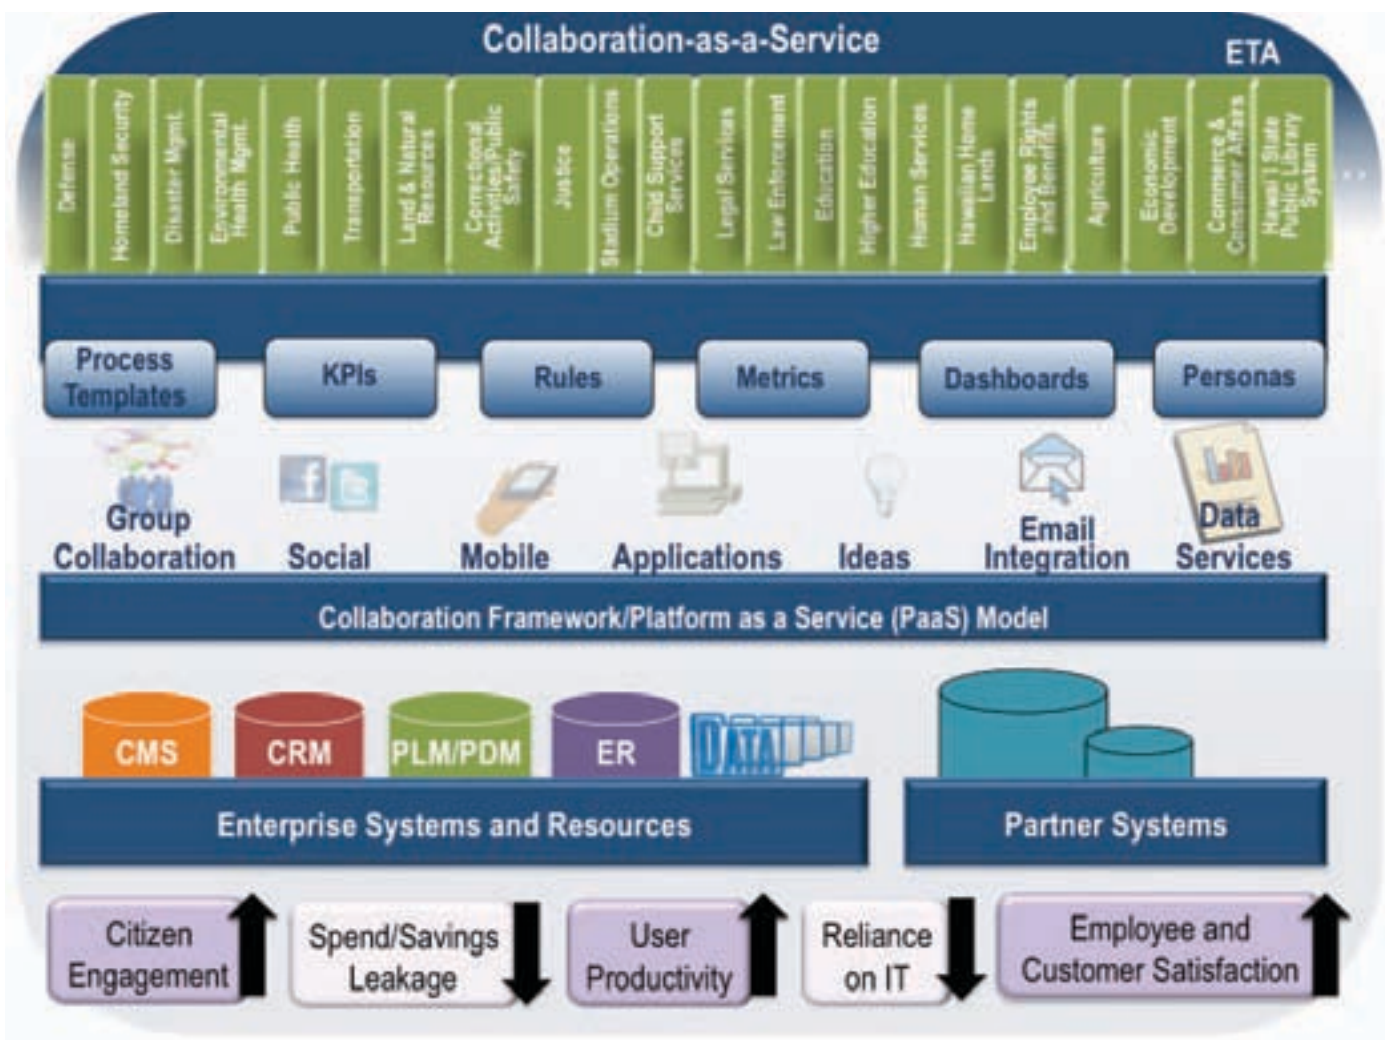 Collaboration-as-a-Service
ETA
Defense
Homeland Security
Disaster Mgmt.
Environmental
Health Mgmt.
Public Health
Transportation
Land & Natural
Resources
Correctional
Activities/Public
Safety
Justice
Stadium Operations
Child Support
Services
Legal Services
Law Enforcement
Education
Higher Education
Human Services
Hawaiian Home
Lands
Employee Rights
and Benefits.
Agriculture
Economic
Development
Commerce &
Consumer Affairs
Hawai`I State
Public Library
System
Process
Templates
KPIs
Rules
Metrics
Dashboards
Personas
Group
Collaboration
Social
Mobile
Applications
Ideas
Email
Integration
Data
Services
Collaboration Framework/Platform as a Service (PaaS) Model
CMS
CRM
PLM/PDM
ER
DATA
Enterprise Systems and Resources
Partner Systems
Citizen
Engagement
Spend/Savings
Leakage
User
Productivity
Reliance
on IT
Employee and
Customer Satisfaction